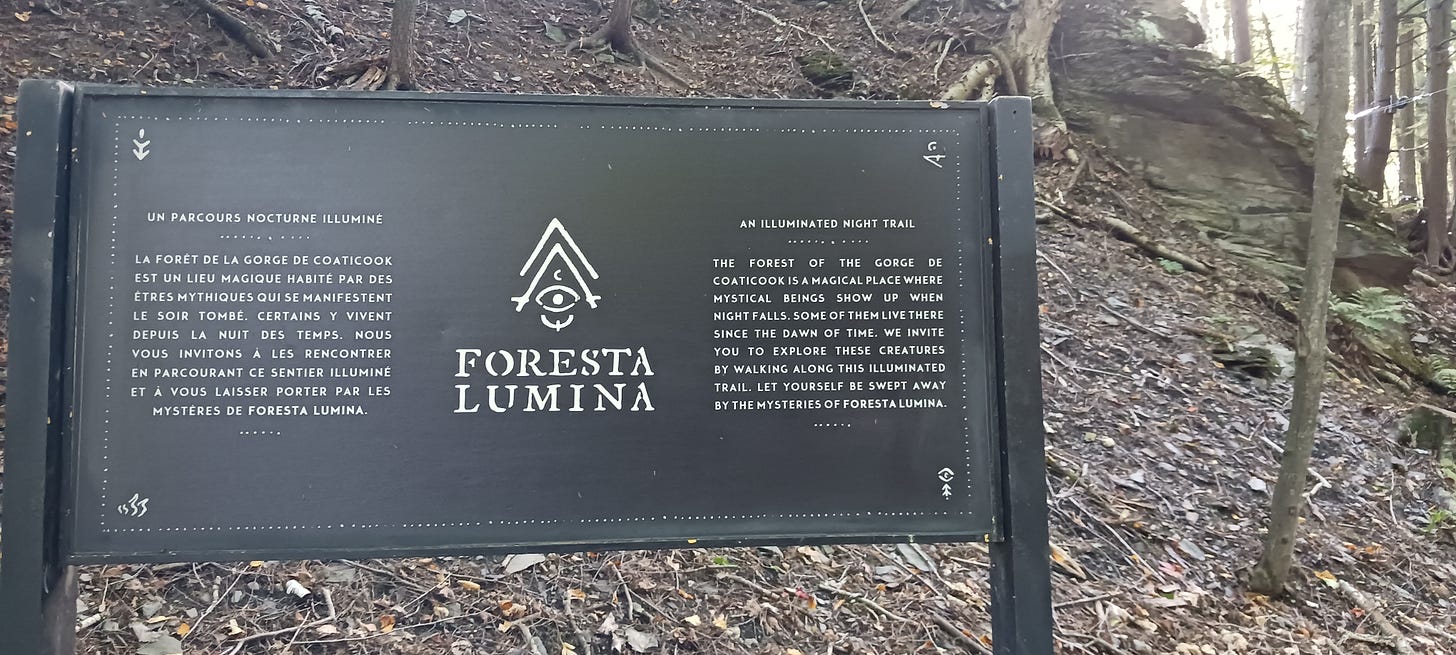 UN PARCOURS NOCTURNE ILLUMINÉ
LA FORÊT DE LA GORGE DE COATICOOK
EST UN LIEU MAGIQUE HABITÉ PAR DES
ÊTRES MYTHIQUES QUI SE MANIFESTENT
LE SOIR TOMBÉ. CERTAINS Y VIVENT
DEPUIS LA NUIT DES TEMPS. NOUS
VOUS INVITONS À LES RENCONTRER
EN PARCOURANT CE SENTIER ILLUMINÉ
ET À VOUS LAISSER PORTER PAR LES
MYSTÈRES DE FORESTA LUMINA.
FORESTA
LUMINA
AN ILLUMINATED NIGHT TRAIL
THE FOREST OF THE GORGE DE
COATICOOK IS A MAGICAL PLACE WHERE
MYSTICAL BEINGS SHOW UP WHEN
NIGHT FALLS. SOME OF THEM LIVE THERE
SINCE THE DAWN OF TIME. WE INVITE
YOU TO EXPLORE THESE CREATURES
BY WALKING ALONG THIS ILLUMINATED
TRAIL. LET YOURSELF BE SWEPT AWAY
BY THE MYSTERIES OF FORESTA LUMINA.